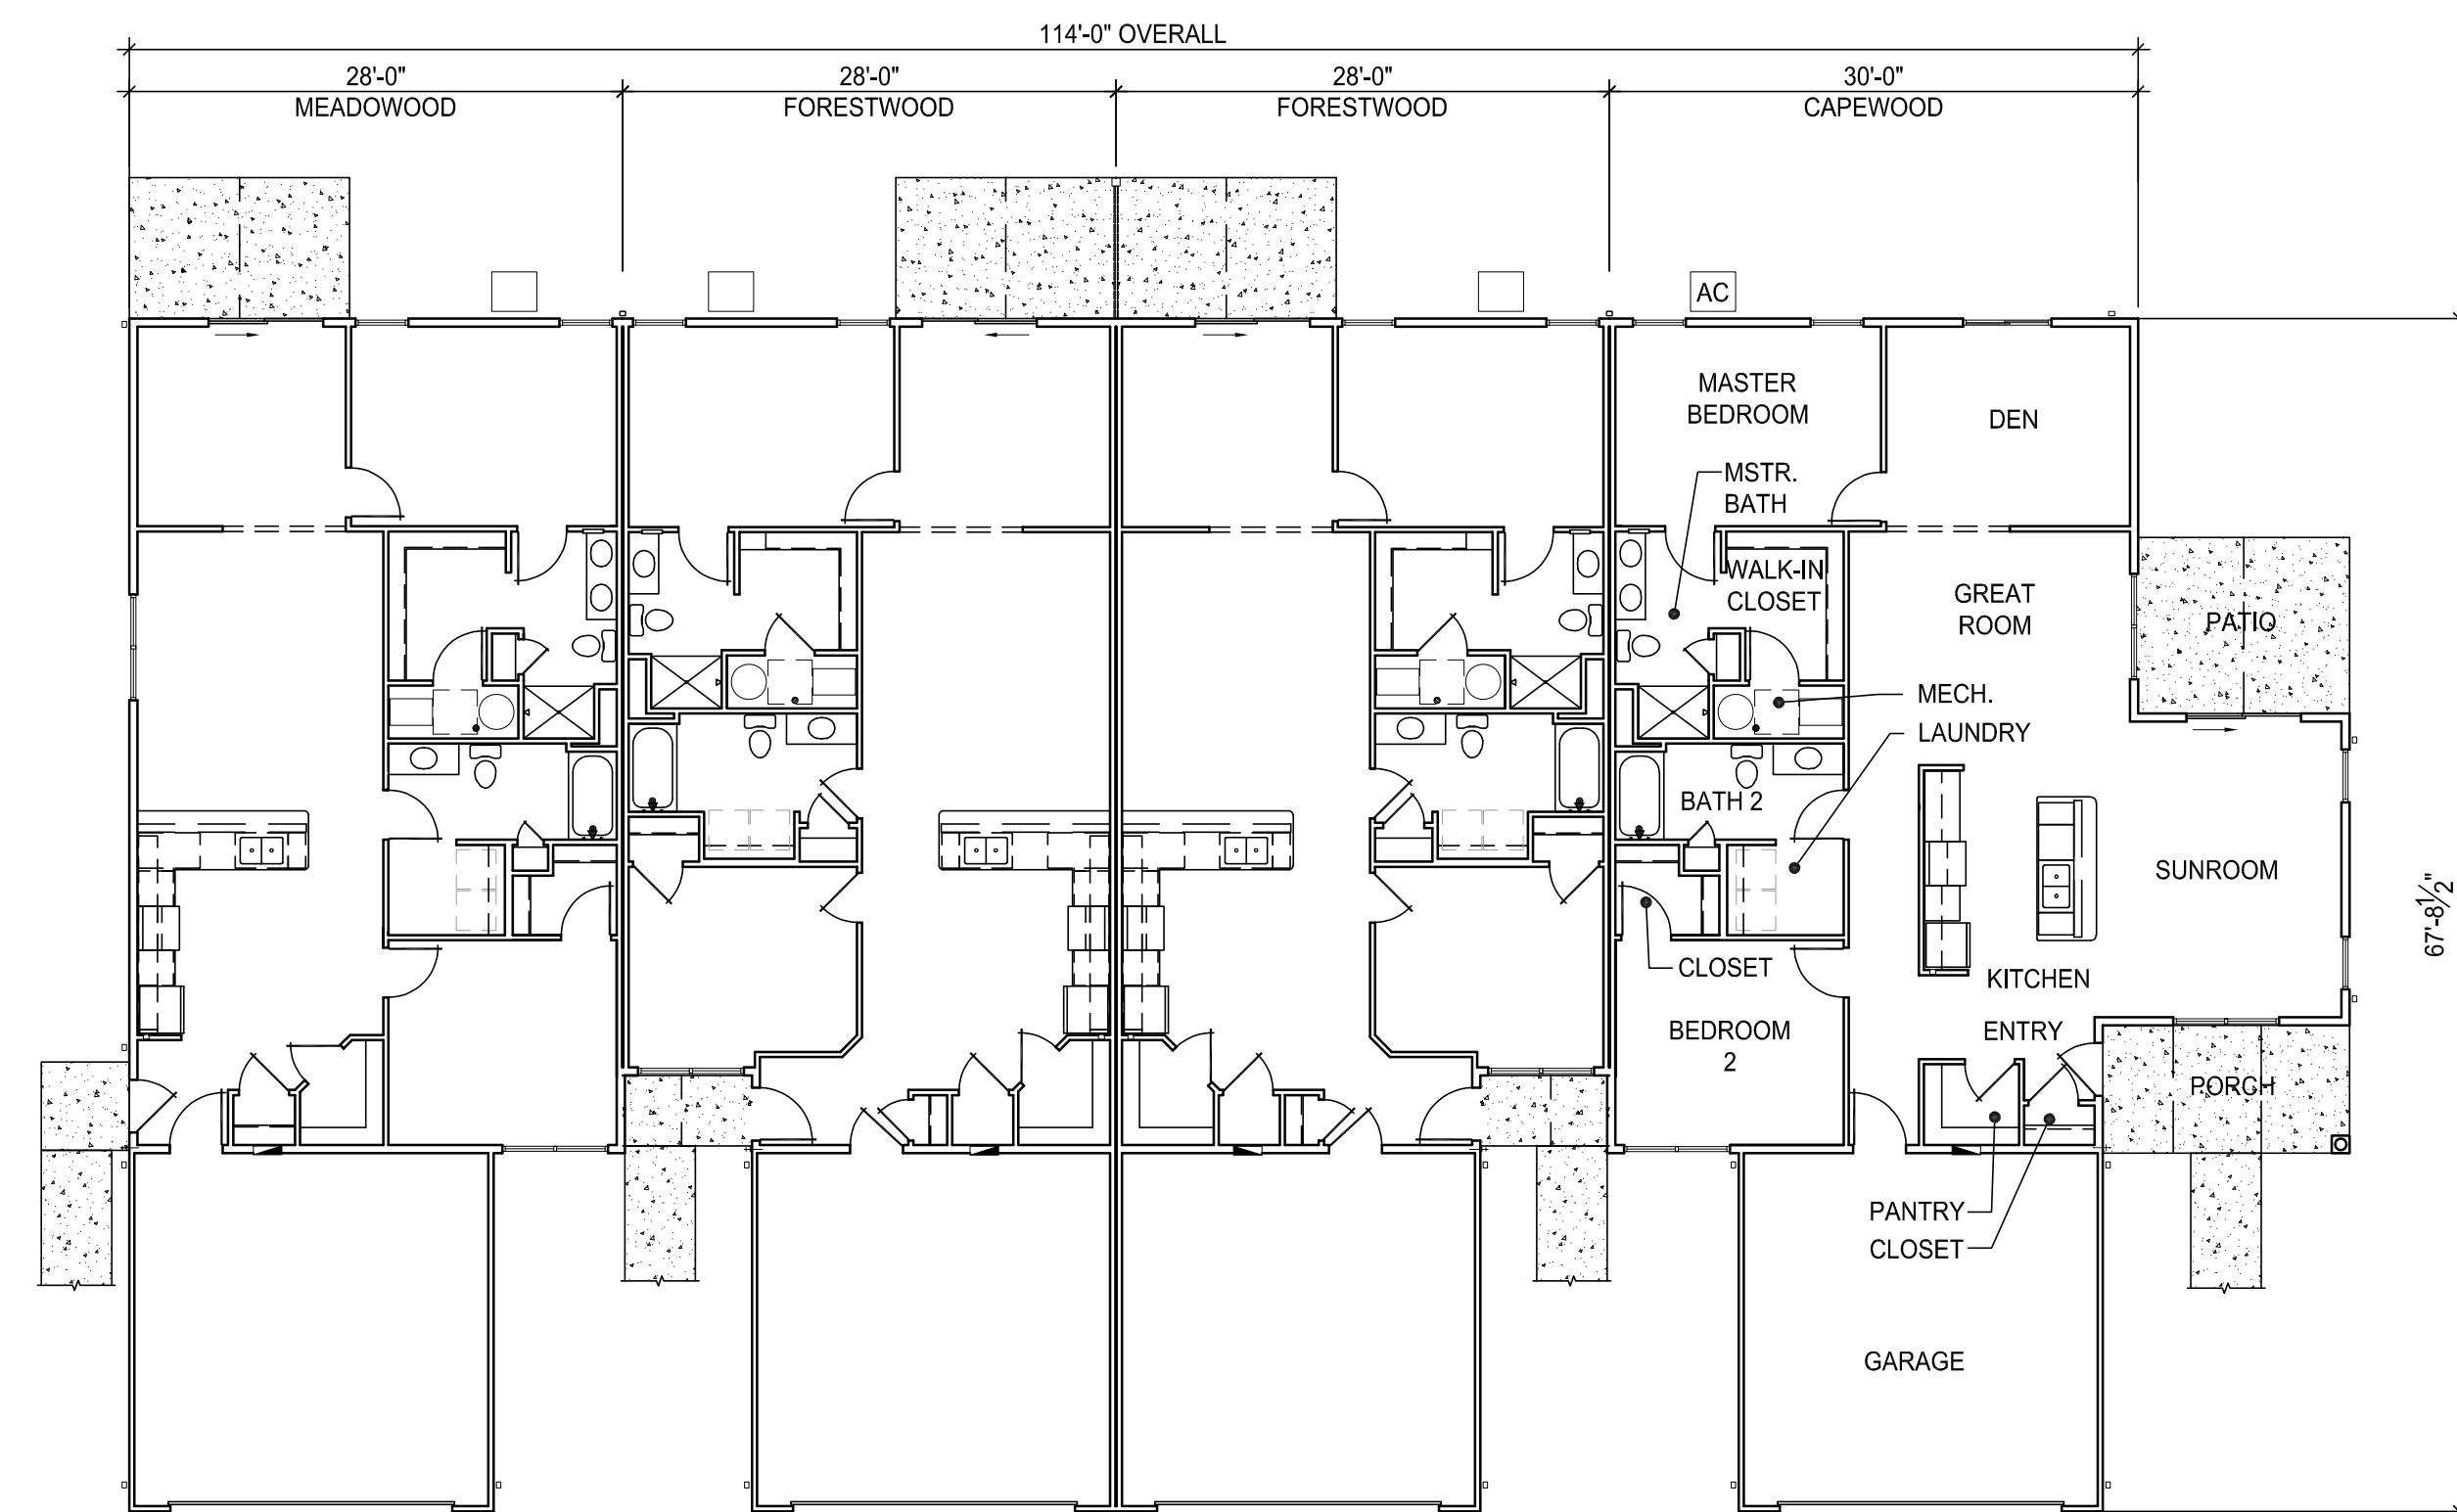 114'-0" OVERALL
28'-0"
28'-0"
28'-0"
30'-0"
MEADOWOOD
FORESTWOOD
FORESTWOOD
CAPEWOOD
AC
MASTER
BEDROOM
DEN
MSTR.
BATH
WALK-IN
CLOSET
GREAT
ROOM
PATIO
MECH.
LAUNDRY
BATH 2
SUNROOM
67'-8½"
CLOSET
KITCHEN
BEDROOM
2
ENTRY
PORCH
PANTRY
CLOSET
GARAGE